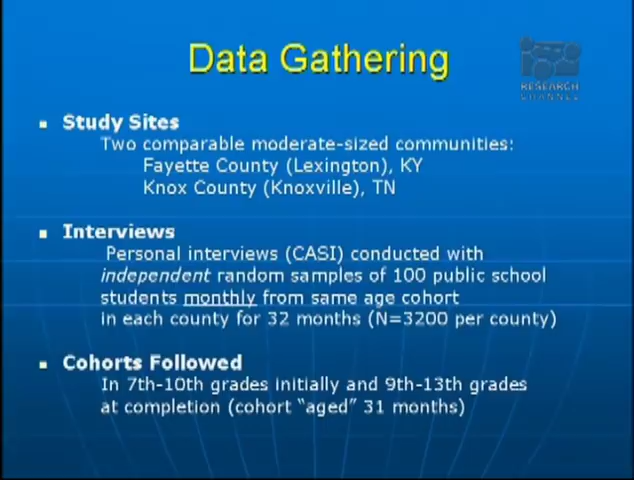 Data Gathering
RESEARCH
CHANNEL
Study Sites
Two comparable moderate-sized communities:
Fayette County (Lexington), KY
Knox County (Knoxville), TN
Interviews
Personal interviews (CASI) conducted with
independent random samples of 100 public school
students monthly from same age cohort
in each county for 32 months (N=3200 per county)
Cohorts Followed
In 7th-10th grades initially and 9th-13th grades
at completion (cohort “aged” 31 months)